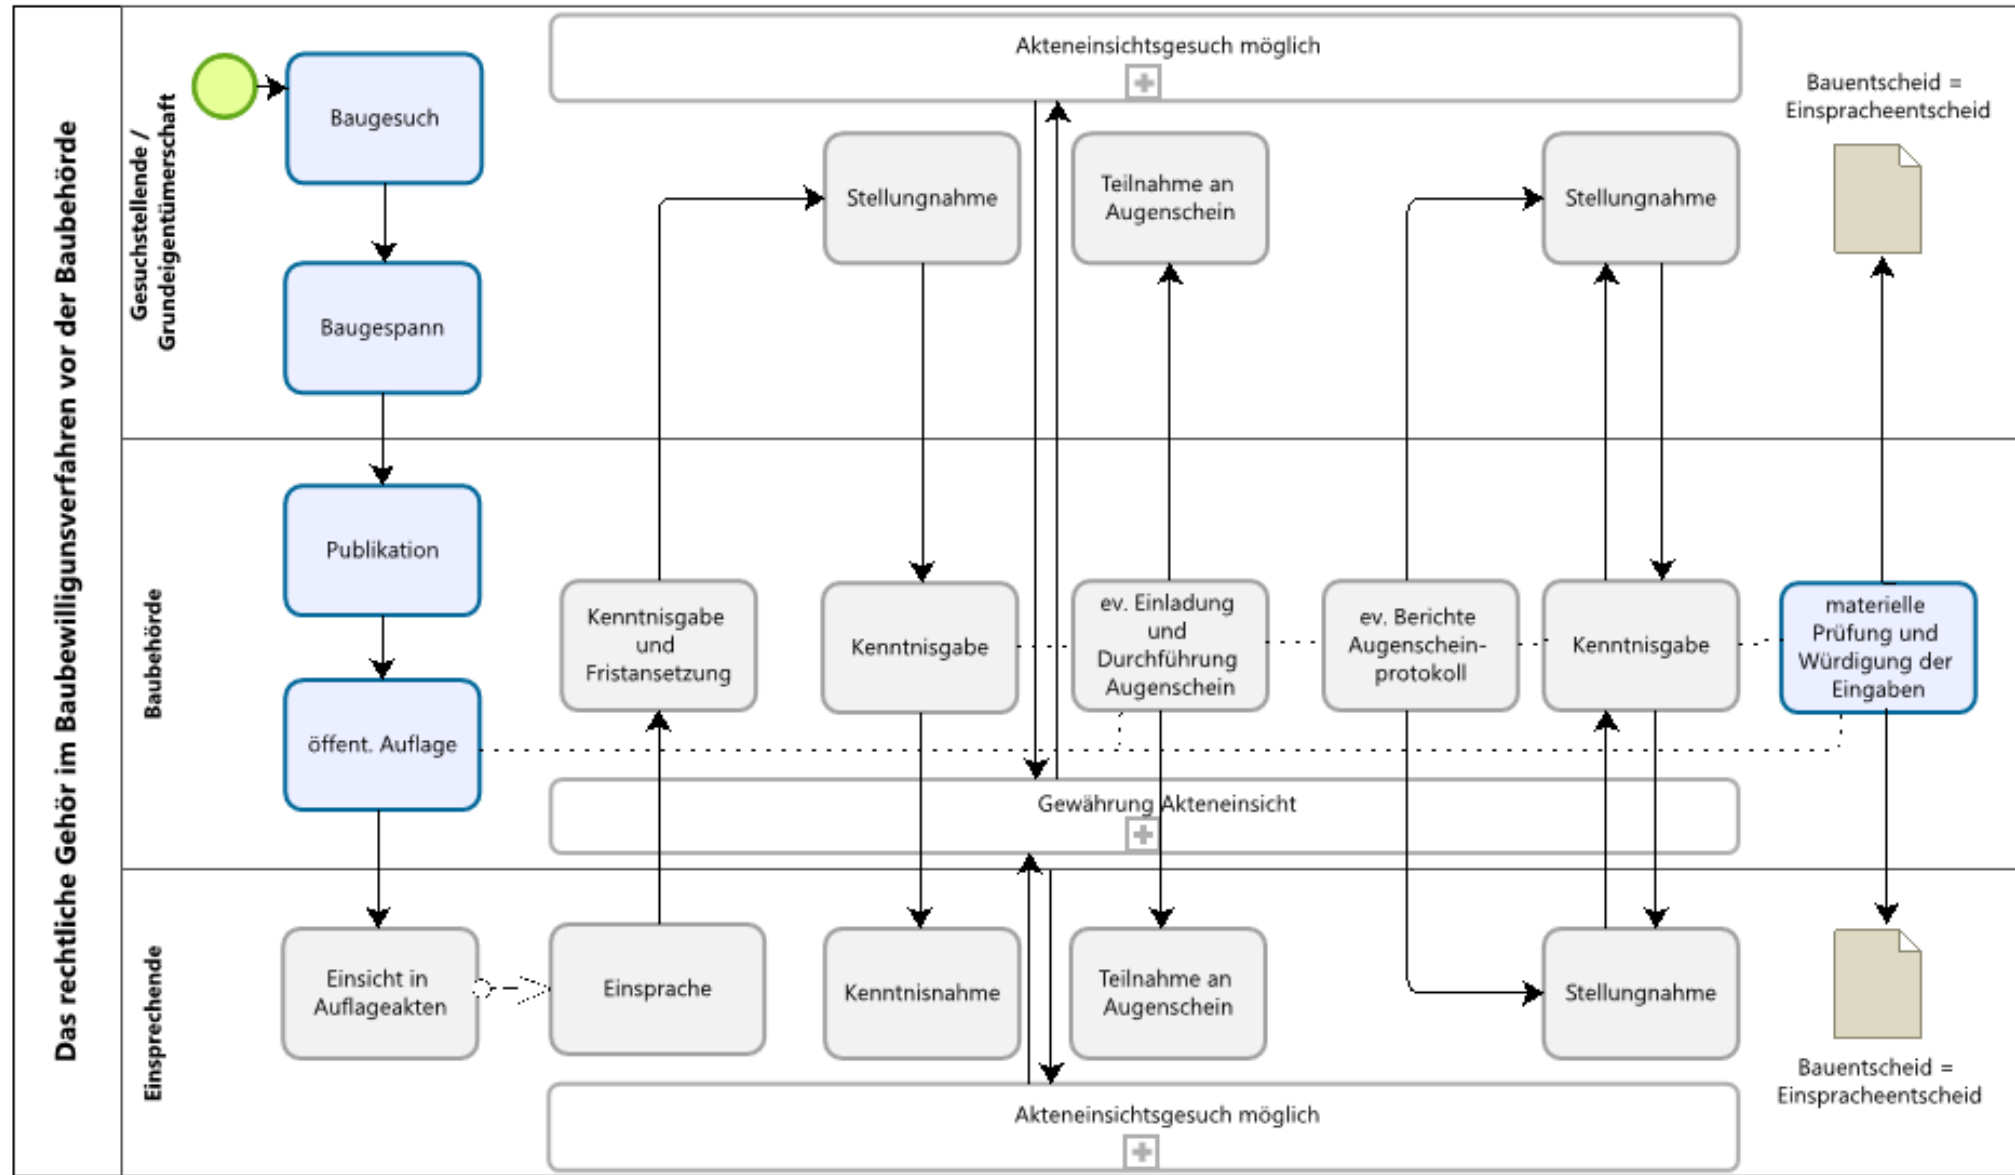 Das rechtliche Gehör im Baubewilligunsverfahren vor der Baubehörde
Gesuchstellende /
Grundeigentümerschaft
Akteneinsichtsgesuch möglich
Baugesuch
Bauentscheid =
Einspracheentscheid
Stellungnahme
Teilnahme an
Augenschein
Stellungnahme
Baugespann
Baubehörde
Publikation
Kenntnisgabe
und
Fristansetzung
Kenntnisgabe
ev. Einladung
und
Durchführung
Augenschein
ev. Berichte
Augenschein-
protokoll
Kenntnisgabe
materielle
Prüfung und
Würdigung der
Eingaben
öffent. Auflage
Gewährung Akteneinsicht
Einsprechende
Einsicht in
Auflageakten
Einsprache
Kenntnisnahme
Teilnahme an
Augenschein
Stellungnahme
Bauentscheid =
Einspracheentscheid
Akteneinsichtsgesuch möglich